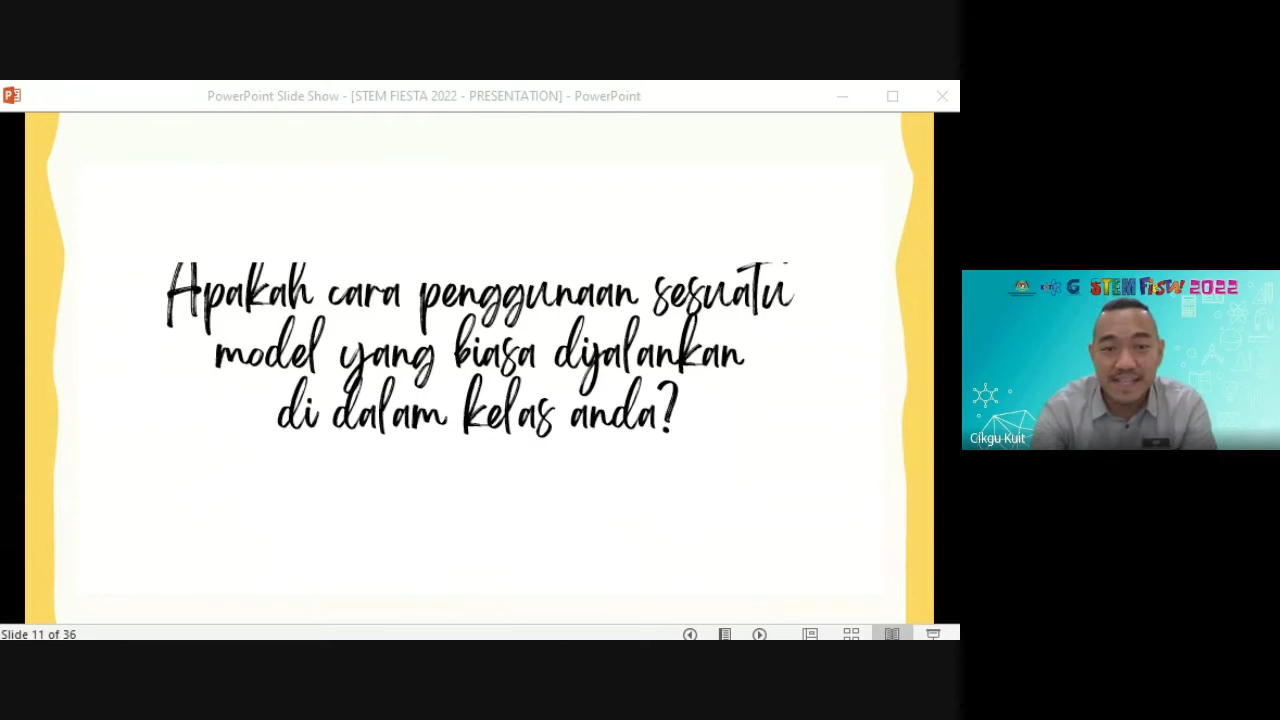 PowerPoint Slide Show - [STEM FIESTA 2022 - PRESENTATION] - PowerPoint
Apakah cara penggunaan sesuatu
model yang biasa dijalankan
di dalam kelas anda?
Slide 11 of 36
STEM FiESta! 2022
Cikgu Kuit